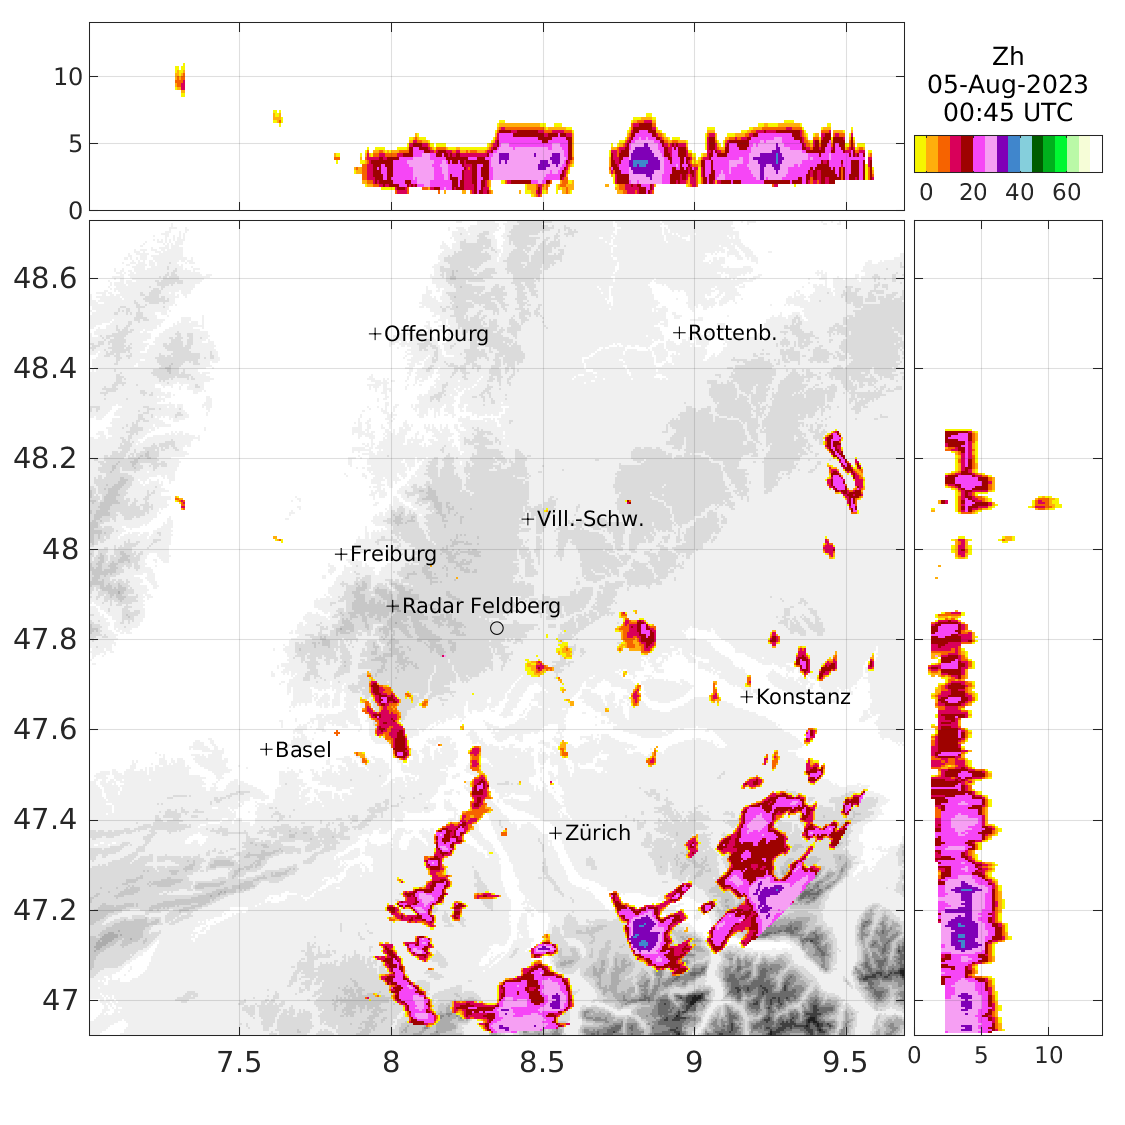 10
5
0
Zh
05-Aug-2023
00:45 UTC
0 20 40 60
48.6
48.4
48.2
48
47.8
47.6
47.4
47.2
47
+Offenburg
+Rottenb.
+Vill.-Schw.
+Freiburg
+Radar Feldberg
+Konstanz
+Basel
+Zürich
7.5 8 8.5 9 9.5
0 5 10